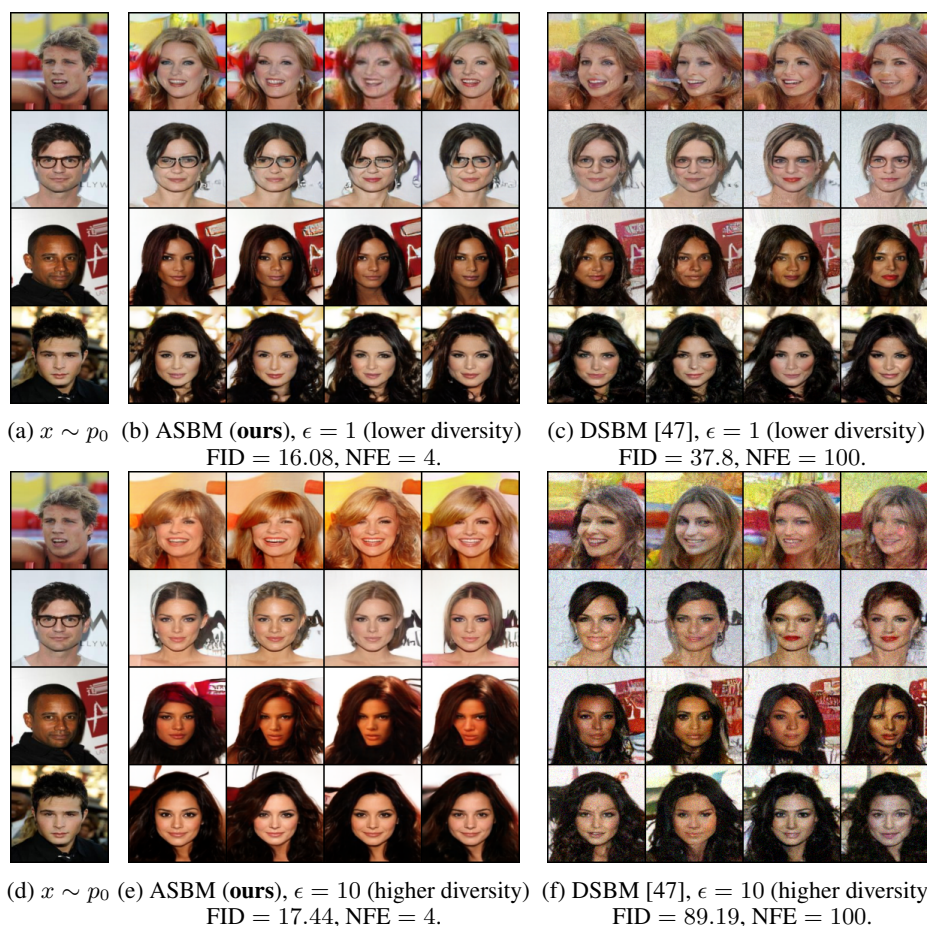 (a) x ∼ p₀ (b) ASBM (ours), ϵ = 1 (lower diversity) (c) DSBM [47], ϵ = 1 (lower diversity)
FID = 16.08, NFE = 4. FID = 37.8, NFE = 100.
(d) x ∼ p₀ (e) ASBM (ours), ϵ = 10 (higher diversity) (f) DSBM [47], ϵ = 10 (higher diversity
FID = 17.44, NFE = 4. FID = 89.19, NFE = 100.